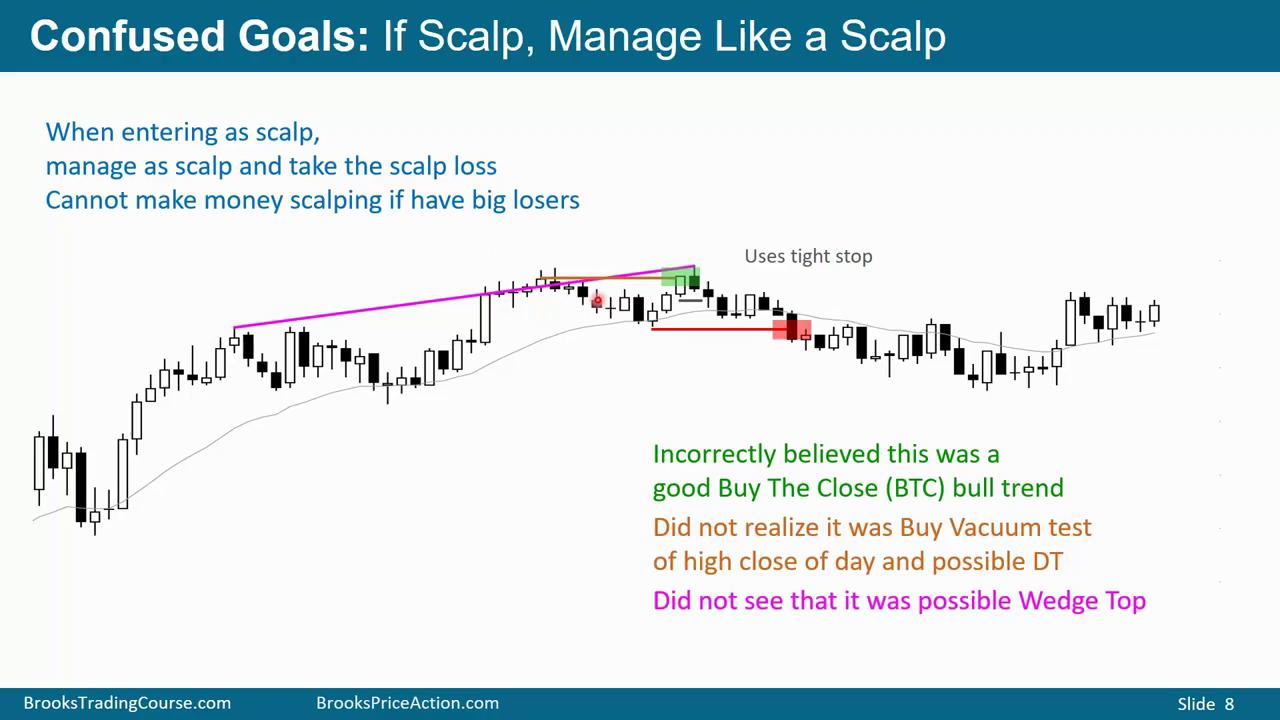 Confused Goals: If Scalp, Manage Like a Scalp
When entering as scalp,
manage as scalp and take the scalp loss
Cannot make money scalping if have big losers
Uses tight stop
Incorrectly believed this was a
good Buy The Close (BTC) bull trend
Did not realize it was Buy Vacuum test
of high close of day and possible DT
Did not see that it was possible Wedge Top
BrooksTradingCourse.com
BrooksPriceAction.com
Slide 8